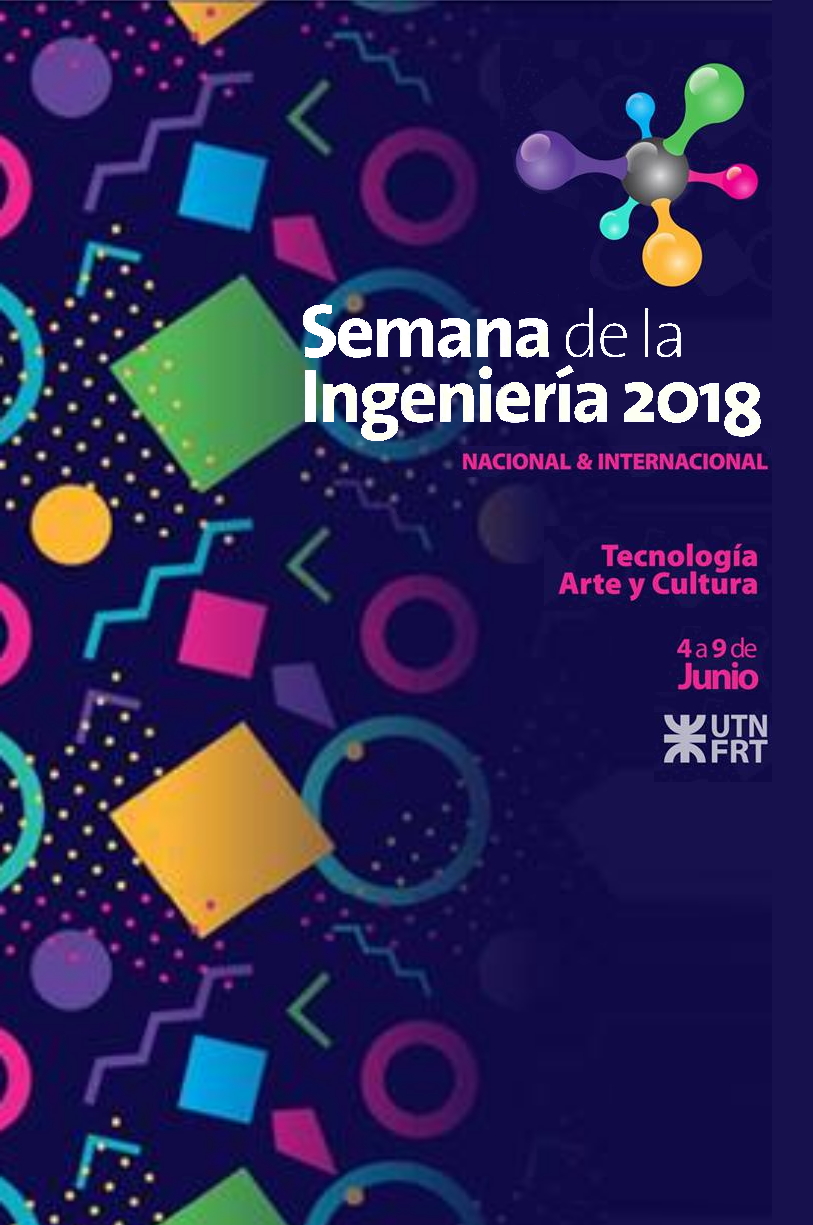 Semana de la
Ingeniería 2018
NACIONAL & INTERNACIONAL
Tecnología
Arte y Cultura
4 a 9 de
Junio
UTN
FRT